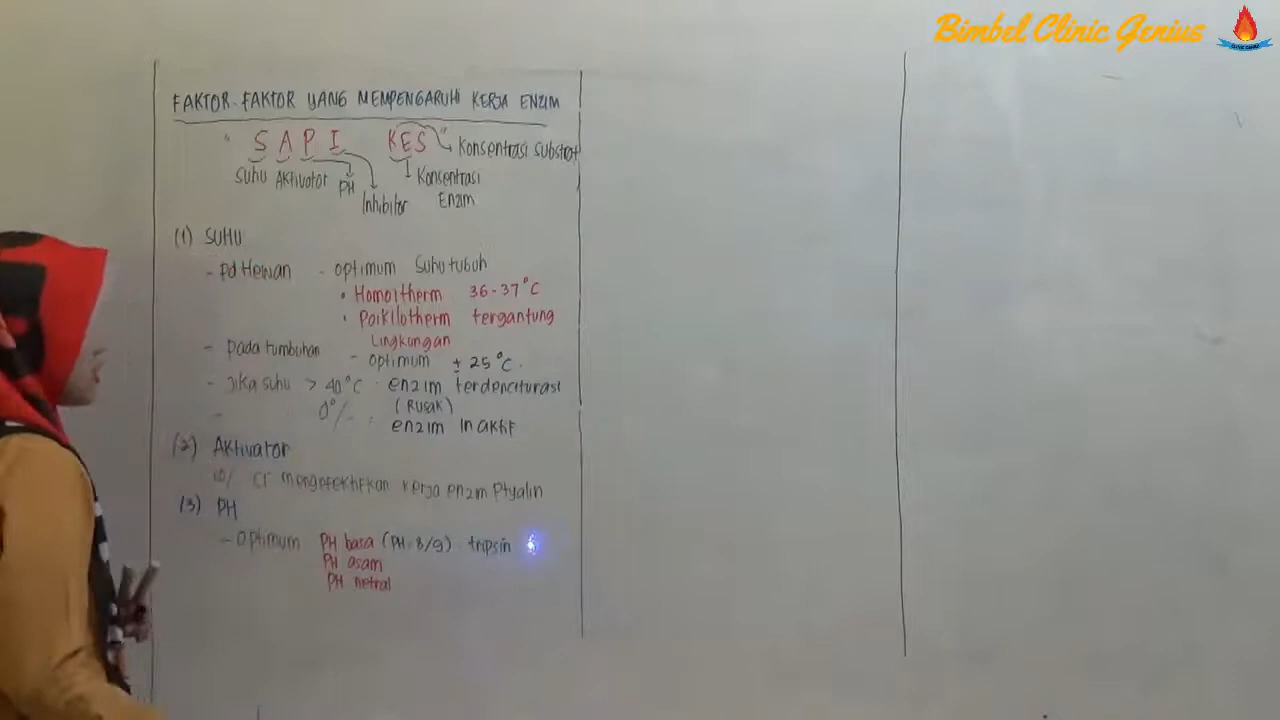 Bimbel Clinic Genius
FAKTOR-FAKTOR YANG MEMPENGARUHI KERJA ENZIM
"SAPI KES"
Suhu Aktivator PH Inhibitor Konsentrasi Enzim Konsentrasi Substrat
(1) SUHU
- Pd Hewan - optimum Suhu tubuh
• Homoitherm 36-37°C
• Poikilotherm tergantung
Lingkungan
- Pada tumbuhan - optimum ± 25°C.
- Jika suhu > 40°C enzim terdenaturasi
(Rusak)
- 0°/- enzim inaktif
(2) Aktivator
mengefektifkan kerja enzim Ptyalin
(3) PH
- Optimum PH basa (PH 8/9) tripsin
PH asam
PH netral